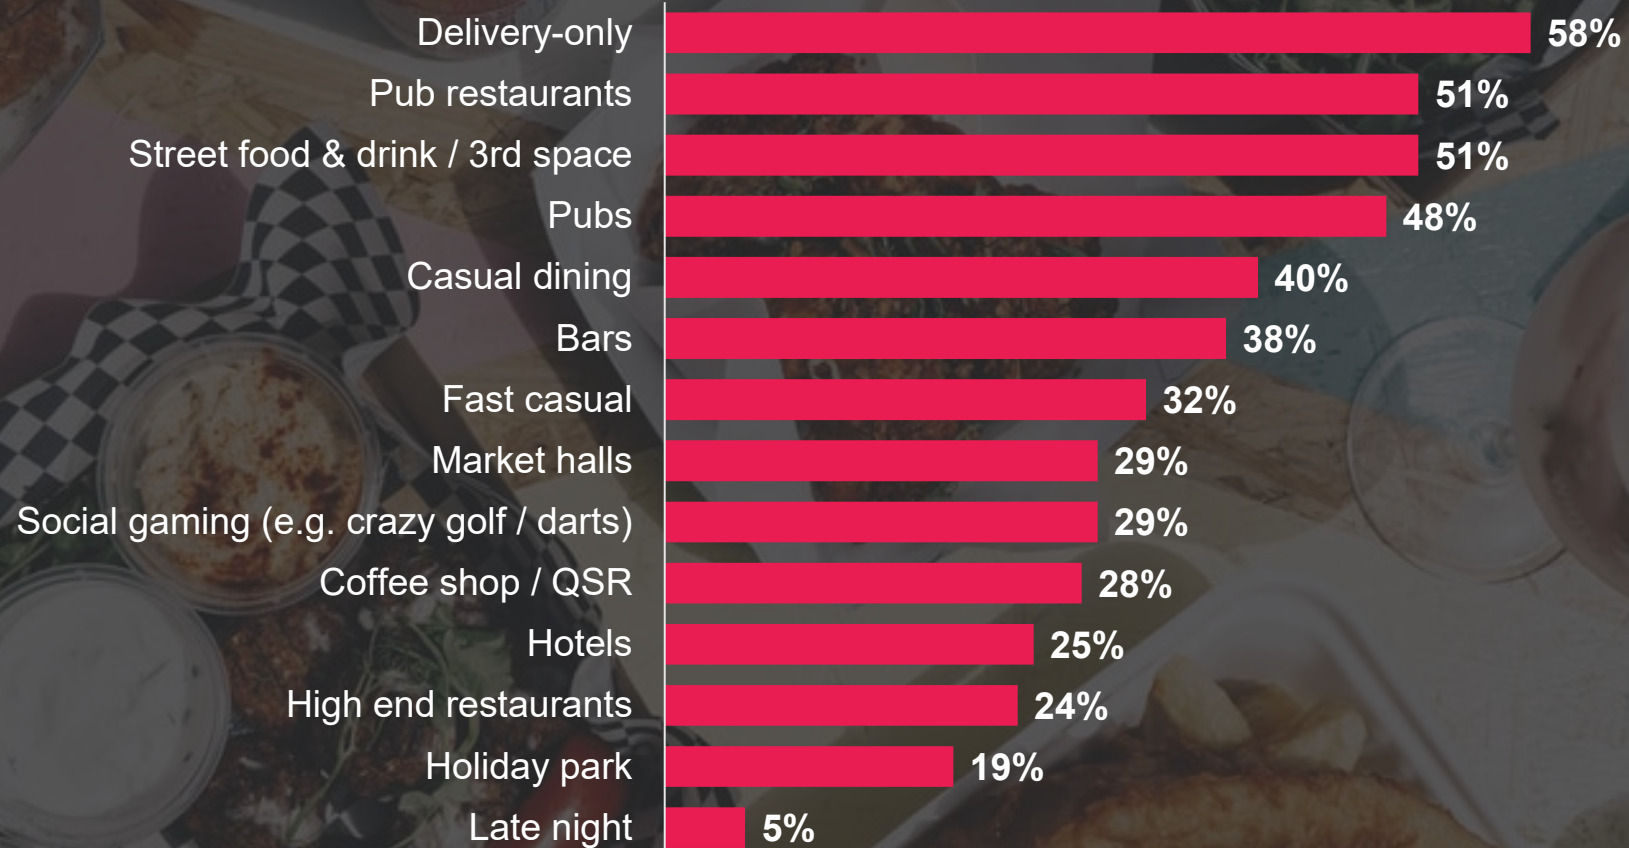 Delivery-only 58%
Pub restaurants 51%
Street food & drink / 3rd space 51%
Pubs 48%
Casual dining 40%
Bars 38%
Fast casual 32%
Market halls 29%
Social gaming (e.g. crazy golf / darts) 29%
Coffee shop / QSR 28%
Hotels 25%
High end restaurants 24%
Holiday park 19%
Late night 5%